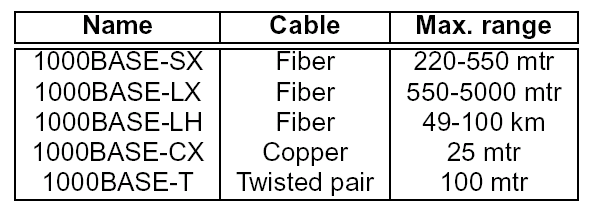 Name Cable Max. range
1000BASE-SX Fiber 220-550 mtr
1000BASE-LX Fiber 550-5000 mtr
1000BASE-LH Fiber 49-100 km
1000BASE-CX Copper 25 mtr
1000BASE-T Twisted pair 100 mtr